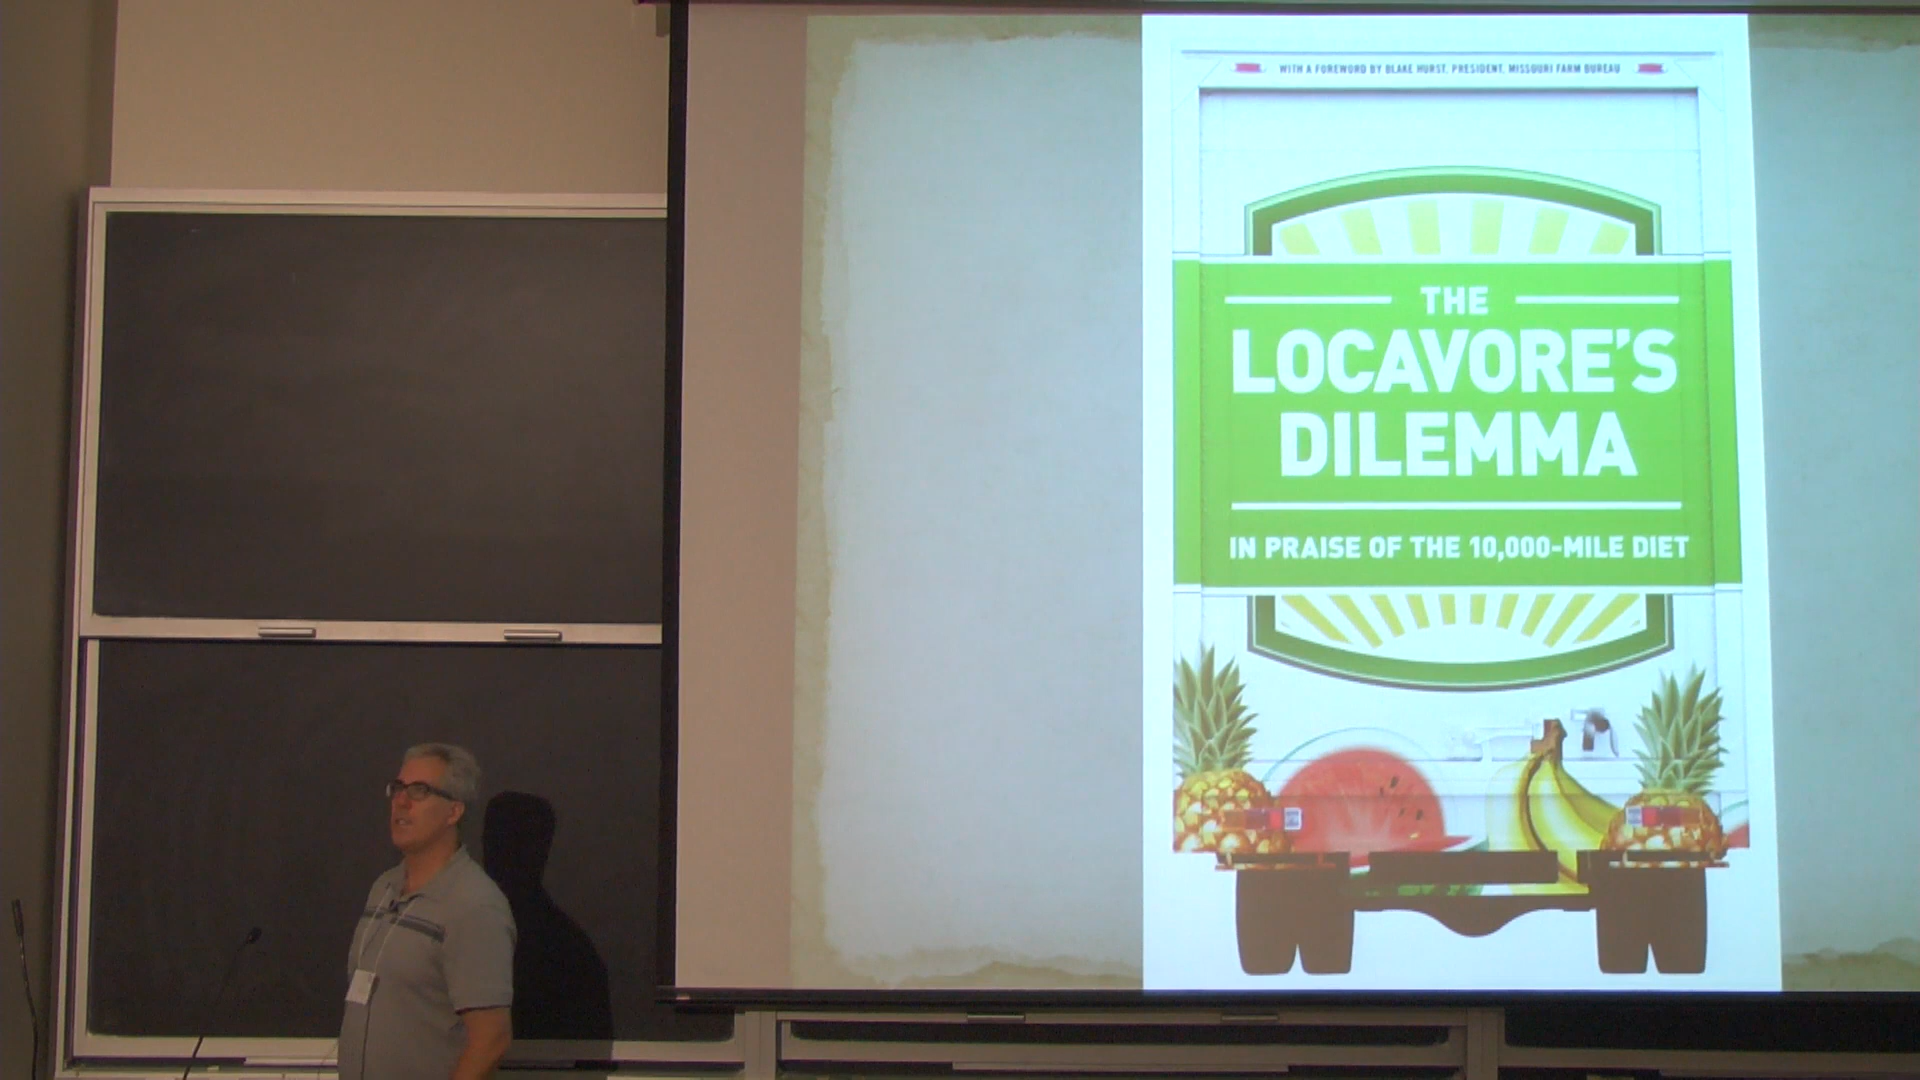 WITH A FOREWORD BY BLAKE HURST, PRESIDENT, MISSOURI FARM BUREAU
THE
LOCAVORE'S
DILEMMA
IN PRAISE OF THE 10,000-MILE DIET